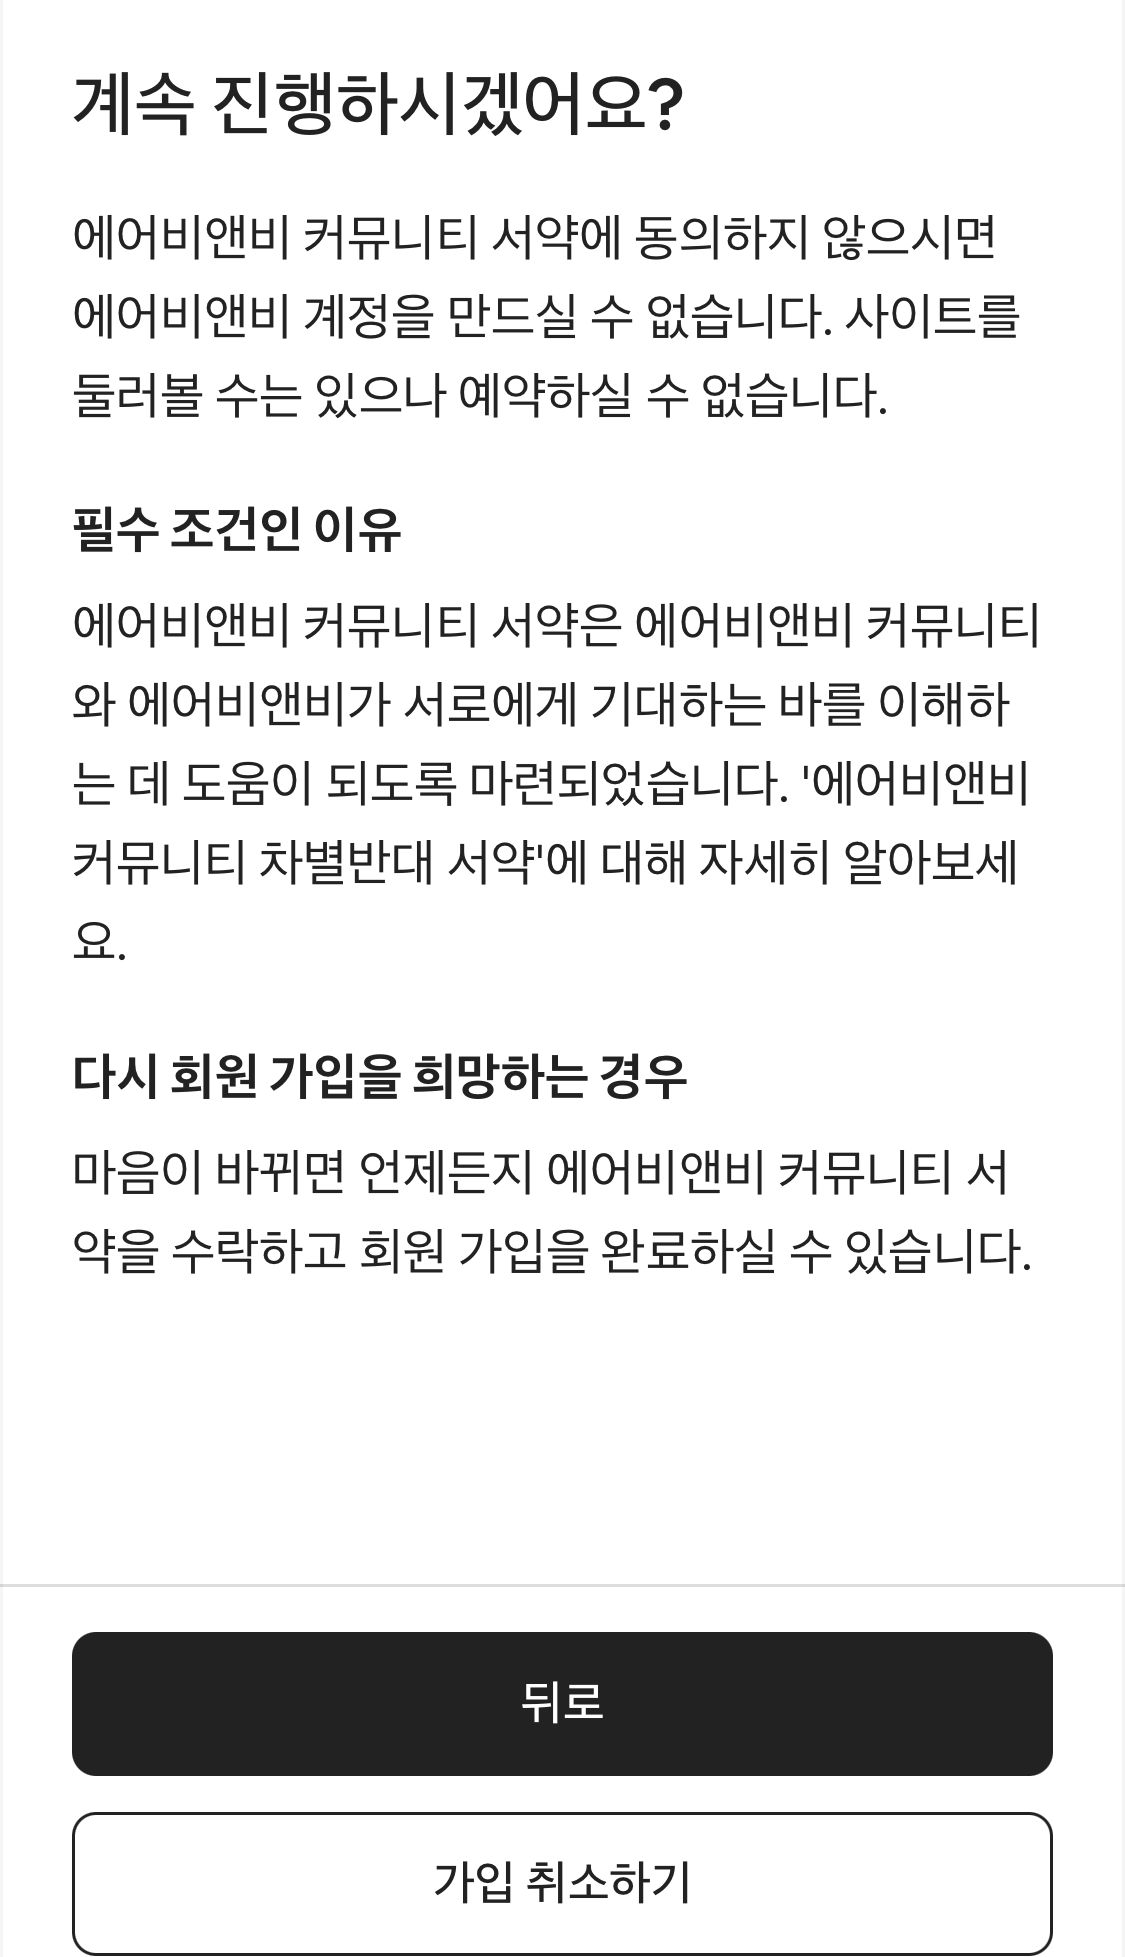 계속 진행하시겠어요?
에어비앤비 커뮤니티 서약에 동의하지 않으시면
에어비앤비 계정을 만드실 수 없습니다. 사이트를
둘러볼 수는 있으나 예약하실 수 없습니다.
필수 조건인 이유
에어비앤비 커뮤니티 서약은 에어비앤비 커뮤니티
와 에어비앤비가 서로에게 기대하는 바를 이해하
는 데 도움이 되도록 마련되었습니다. '에어비앤비
커뮤니티 차별반대 서약'에 대해 자세히 알아보세
요.
다시 회원 가입을 희망하는 경우
마음이 바뀌면 언제든지 에어비앤비 커뮤니티 서
약을 수락하고 회원 가입을 완료하실 수 있습니다.
뒤로
가입 취소하기